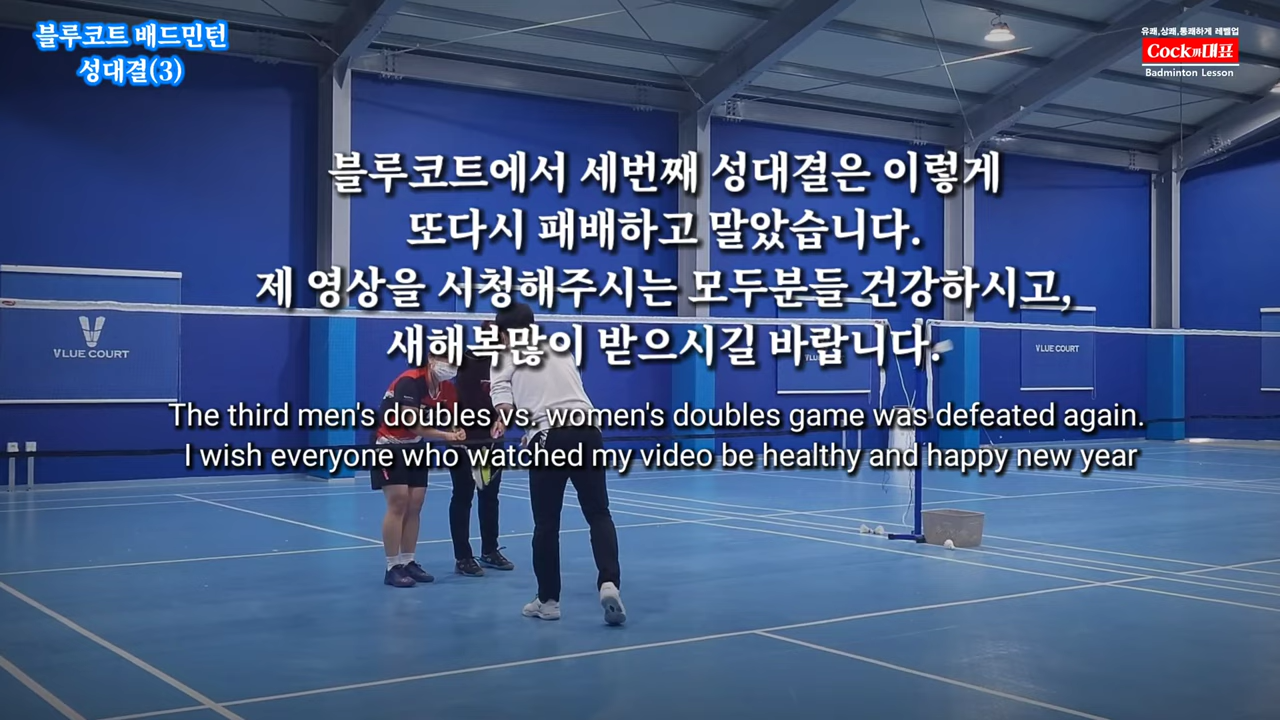 블루코트 배드민턴
성대결(3)
유쾌,상쾌,통쾌하게 레벨업
Cock까대표
Badminton Lesson
블루코트에서 세번째 성대결은 이렇게
또다시 패배하고 말았습니다.
제 영상을 시청해주시는 모두분들 건강하시고,
새해복많이 받으시길 바랍니다.
VLUE COURT
VLUE COURT
The third men's doubles vs. women's doubles game was defeated again.
I wish everyone who watched my video be healthy and happy new year